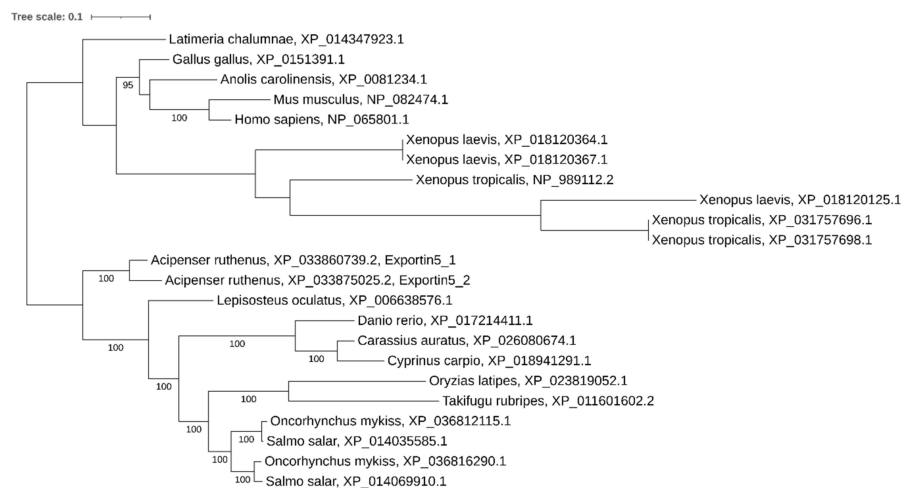 Tree scale: 0.1
Latimeria chalumnae, XP_014347923.1
Gallus gallus, XP_0151391.1
95
Anolis carolinensis, XP_0081234.1
Mus musculus, NP_082474.1
100
Homo sapiens, NP_065801.1
Xenopus laevis, XP_018120364.1
Xenopus laevis, XP_018120367.1
Xenopus tropicalis, NP_989112.2
Xenopus laevis, XP_018120125.1
Xenopus tropicalis, XP_031757696.1
Xenopus tropicalis, XP_031757698.1
Acipenser ruthenus, XP_033860739.2, Exportin5_1
100
Acipenser ruthenus, XP_033875025.2, Exportin5_2
Lepisosteus oculatus, XP_006638576.1
Danio rerio, XP_017214411.1
100
Carassius auratus, XP_026080674.1
100
100
Cyprinus carpio, XP_018941291.1
Oryzias latipes, XP_023819052.1
100
100
Takifugu rubripes, XP_011601602.2
Oncorhynchus mykiss, XP_036812115.1
100
100
Salmo salar, XP_014035585.1
100
Oncorhynchus mykiss, XP_036816290.1
100
Salmo salar, XP_014069910.1